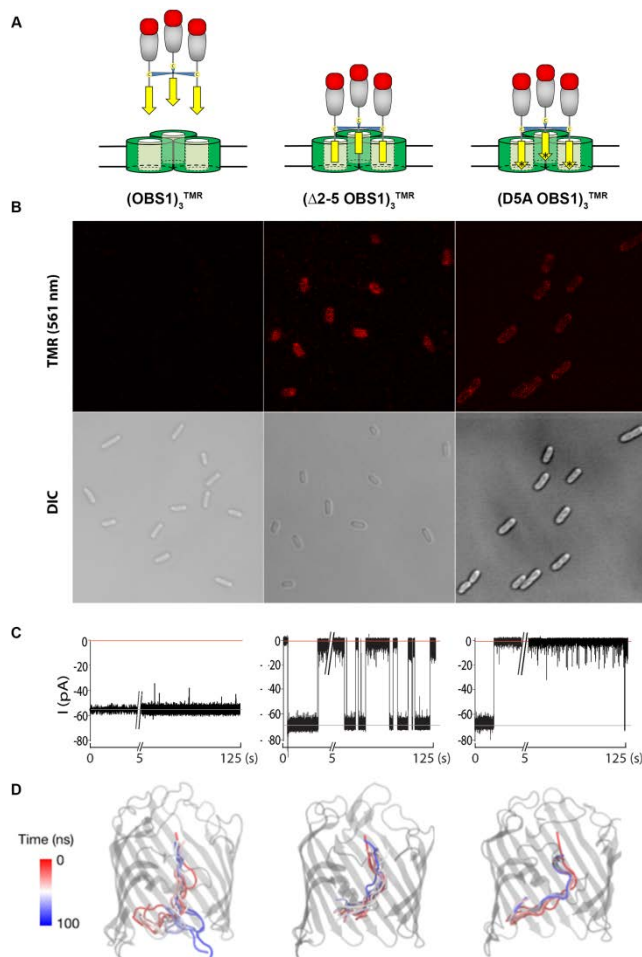 A
(OBS1)₃ᵀᴹᴿ
(Δ2-5 OBS1)₃ᵀᴹᴿ
(D5A OBS1)₃ᵀᴹᴿ
B
TMR (561 nm)
DIC
C
I (pA)
0
-20
-40
-60
-80
0
5
125 (s)
0
-20
-40
-60
-80
0
5
125 (s)
0
-20
-40
-60
-80
0
5
125 (s)
D
Time (ns)
0
100